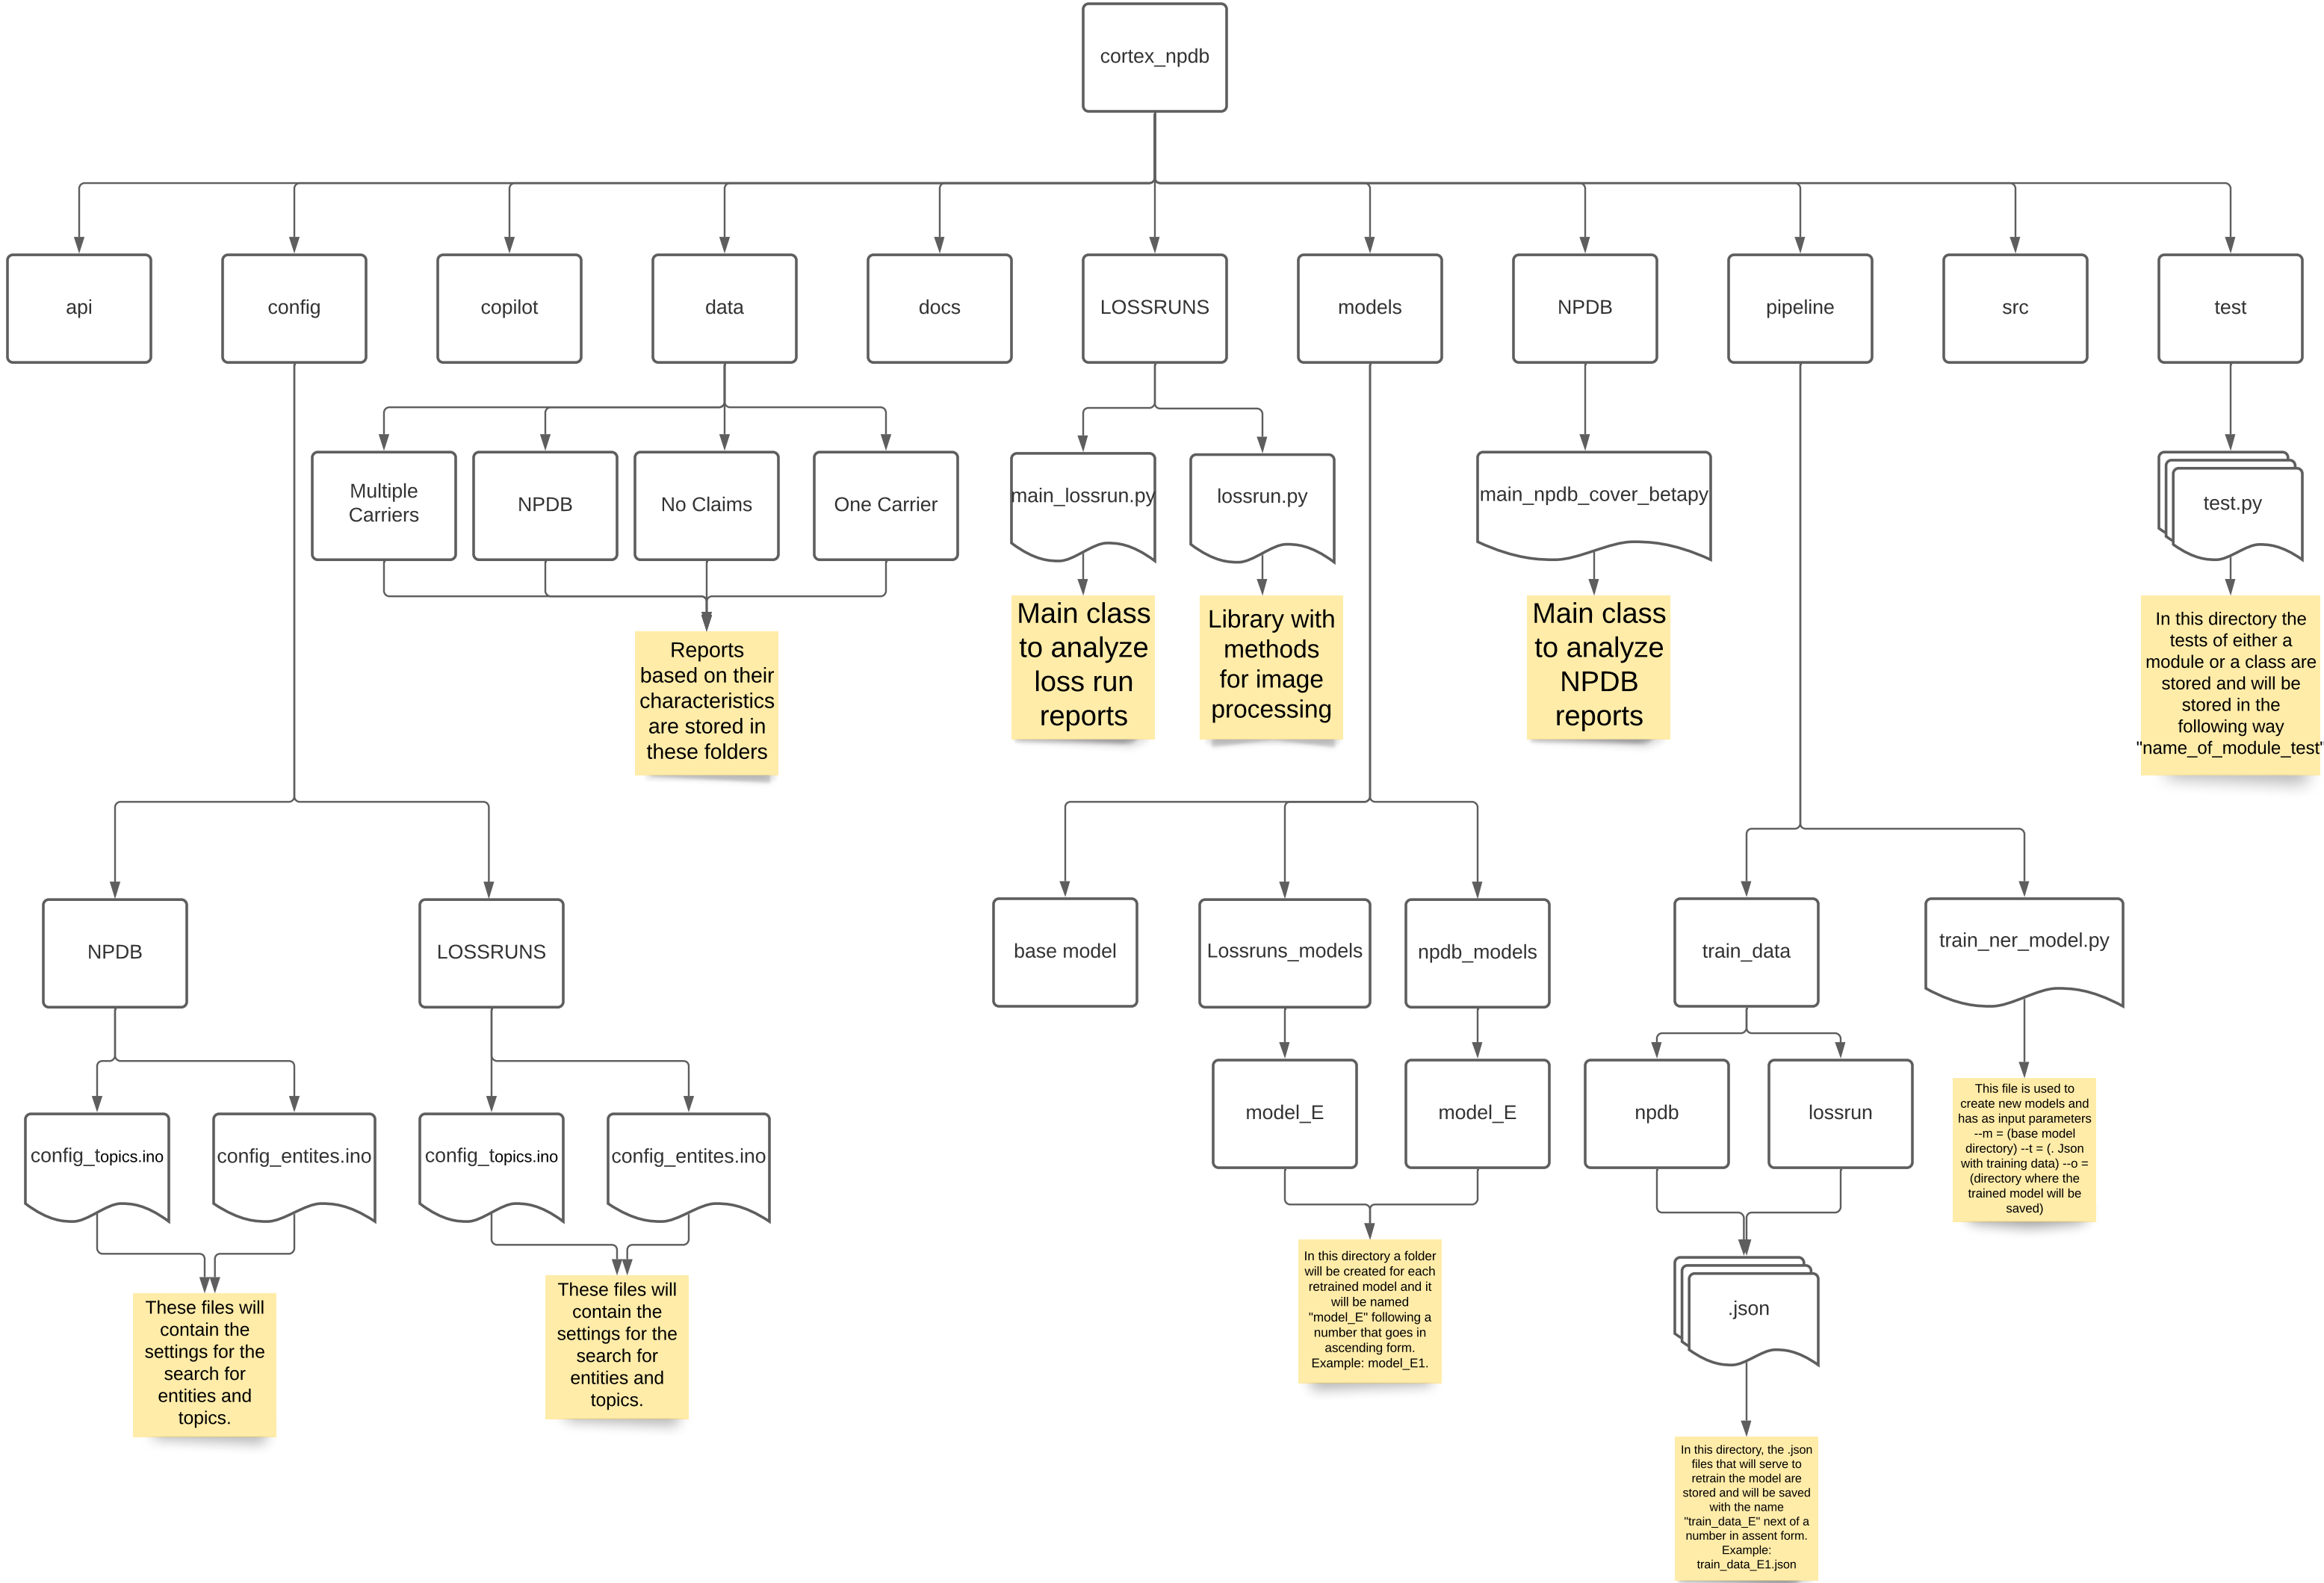 cortex_npdb
api
config
copilot
data
docs
LOSSRUNS
models
NPDB
pipeline
src
test
Multiple
Carriers
NPDB
No Claims
One Carrier
main_lossrun.py
lossrun.py
main_npdb_cover_betapy
test.py
Reports
based on their
characteristics
are stored in
these folders
Main class
to analyze
loss run
reports
Library with
methods
for image
processing
Main class
to analyze
NPDB
reports
In this directory the
tests of either a
module or a class are
stored and will be
stored in the
following way
"name_of_module_test"
NPDB
LOSSRUNS
base model
Lossruns_models
npdb_models
train_data
train_ner_model.py
config_topics.ino
config_entites.ino
config_topics.ino
config_entites.ino
model_E
model_E
npdb
lossrun
This file is used to
create new models and
has as input parameters
--m = (base model
directory) --t = (. Json
with training data) --o =
(directory where the
trained model will be
saved)
These files will
contain the
settings for the
search for
entities and
topics.
These files will
contain the
settings for the
search for
entities and
topics.
In this directory a folder
will be created for each
retrained model and it
will be named
"model_E" following a
number that goes in
ascending form.
Example: model_E1.
.json
In this directory, the .json
files that will serve to
retrain the model are
stored and will be saved
with the name
"train_data_E" next of a
number in assent form.
Example:
train_data_E1.json